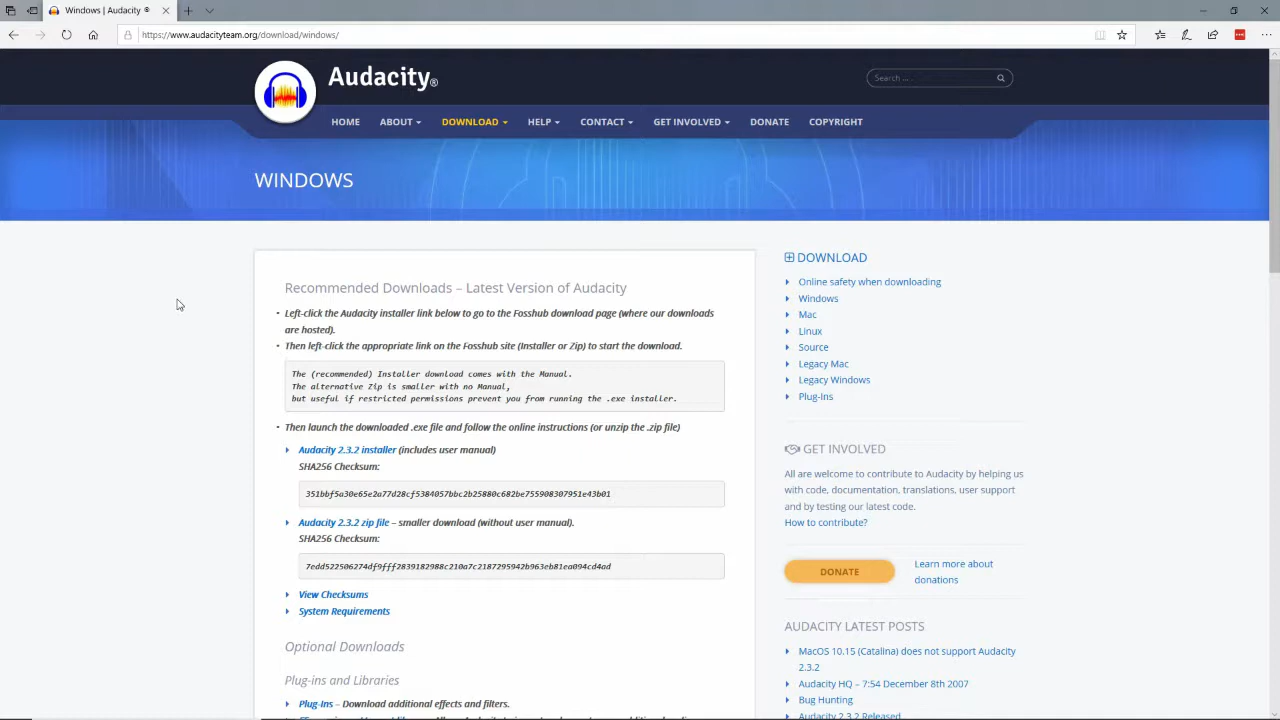 Windows | Audacity ®
https://www.audacityteam.org/download/windows/
Audacity®
Search ...
HOME ABOUT DOWNLOAD HELP CONTACT GET INVOLVED DONATE COPYRIGHT
WINDOWS
Recommended Downloads – Latest Version of Audacity
Left-click the Audacity installer link below to go to the Fosshub download page (where our downloads
are hosted).
Then left-click the appropriate link on the Fosshub site (Installer or Zip) to start the download.
The (recommended) Installer download comes with the Manual.
The alternative Zip is smaller with no Manual,
but useful if restricted permissions prevent you from running the .exe installer.
Then launch the downloaded .exe file and follow the online instructions (or unzip the .zip file)
Audacity 2.3.2 installer (includes user manual)
SHA256 Checksum:
351bbf5a30e65e2a77d28cf5384057bbc2b25880c682be755908307951e43b01
Audacity 2.3.2 zip file – smaller download (without user manual).
SHA256 Checksum:
7edd522506274df9fff2839182988c210a7c2187295942b963eb81ea094cd4ad
View Checksums
System Requirements
Optional Downloads
Plug-ins and Libraries
Plug-Ins – Download additional effects and filters.
DOWNLOAD
Online safety when downloading
Windows
Mac
Linux
Source
Legacy Mac
Legacy Windows
Plug-Ins
GET INVOLVED
All are welcome to contribute to Audacity by helping us
with code, documentation, translations, user support
and by testing our latest code.
How to contribute?
DONATE
Learn more about
donations
AUDACITY LATEST POSTS
MacOS 10.15 (Catalina) does not support Audacity
2.3.2
Audacity HQ – 7:54 December 8th 2007
Bug Hunting
Audacity 2.3.2 Released